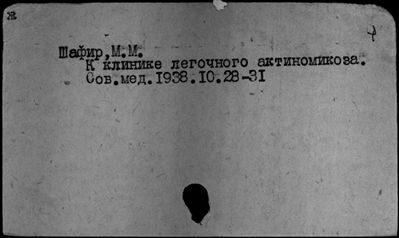 ж
Шафир,М.М.
К клинике легочного актиномикоза.
Сов.мед.1938.10.28-31